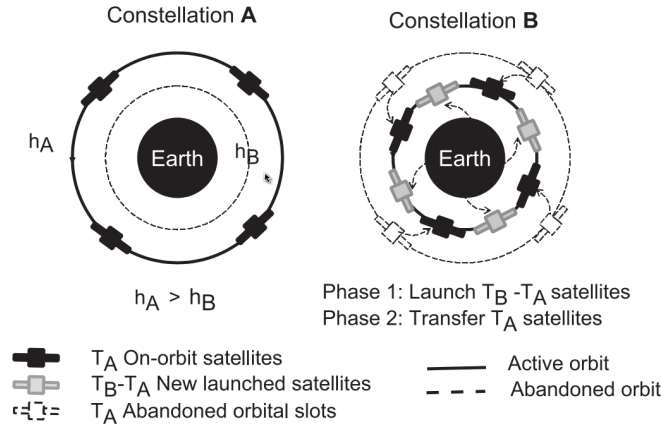 Constellation A
Constellation B
hA
hB
Earth
Earth
hA > hB
Phase 1: Launch TB -TA satellites
Phase 2: Transfer TA satellites
TA On-orbit satellites
TB-TA New launched satellites
TA Abandoned orbital slots
Active orbit
Abandoned orbit